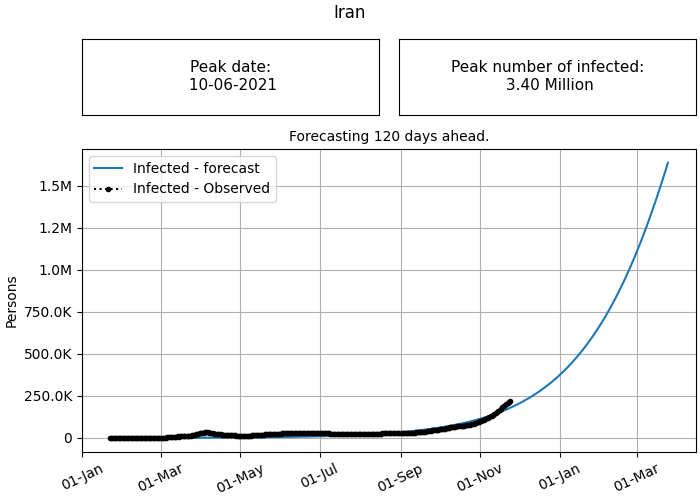 Iran
Peak date:
10-06-2021
Peak number of infected:
3.40 Million
Forecasting 120 days ahead.
Infected - forecast
Infected - Observed
Persons
1.5M
1.2M
1.0M
750.0K
500.0K
250.0K
0
01-Jan
01-Mar
01-May
01-Jul
01-Sep
01-Nov
01-Jan
01-Mar